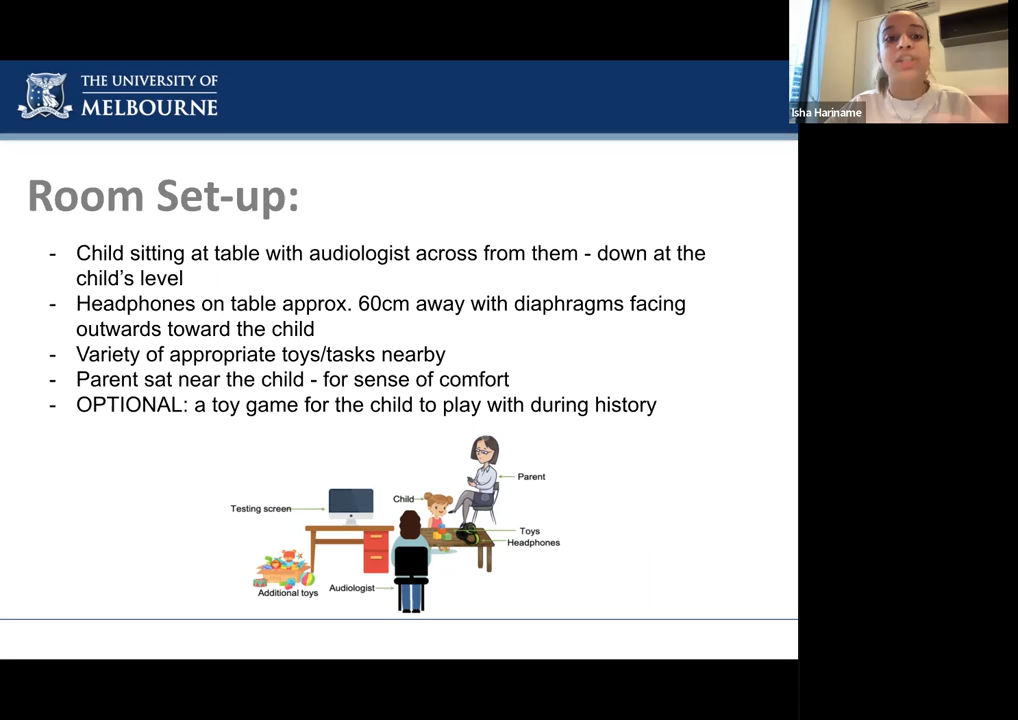 THE UNIVERSITY OF
MELBOURNE
Isha Hariname
Room Set-up:
- Child sitting at table with audiologist across from them - down at the
child's level
- Headphones on table approx. 60cm away with diaphragms facing
outwards toward the child
- Variety of appropriate toys/tasks nearby
- Parent sat near the child - for sense of comfort
- OPTIONAL: a toy game for the child to play with during history
Parent
Child
Testing screen
Toys
Headphones
Additional toys
Audiologist